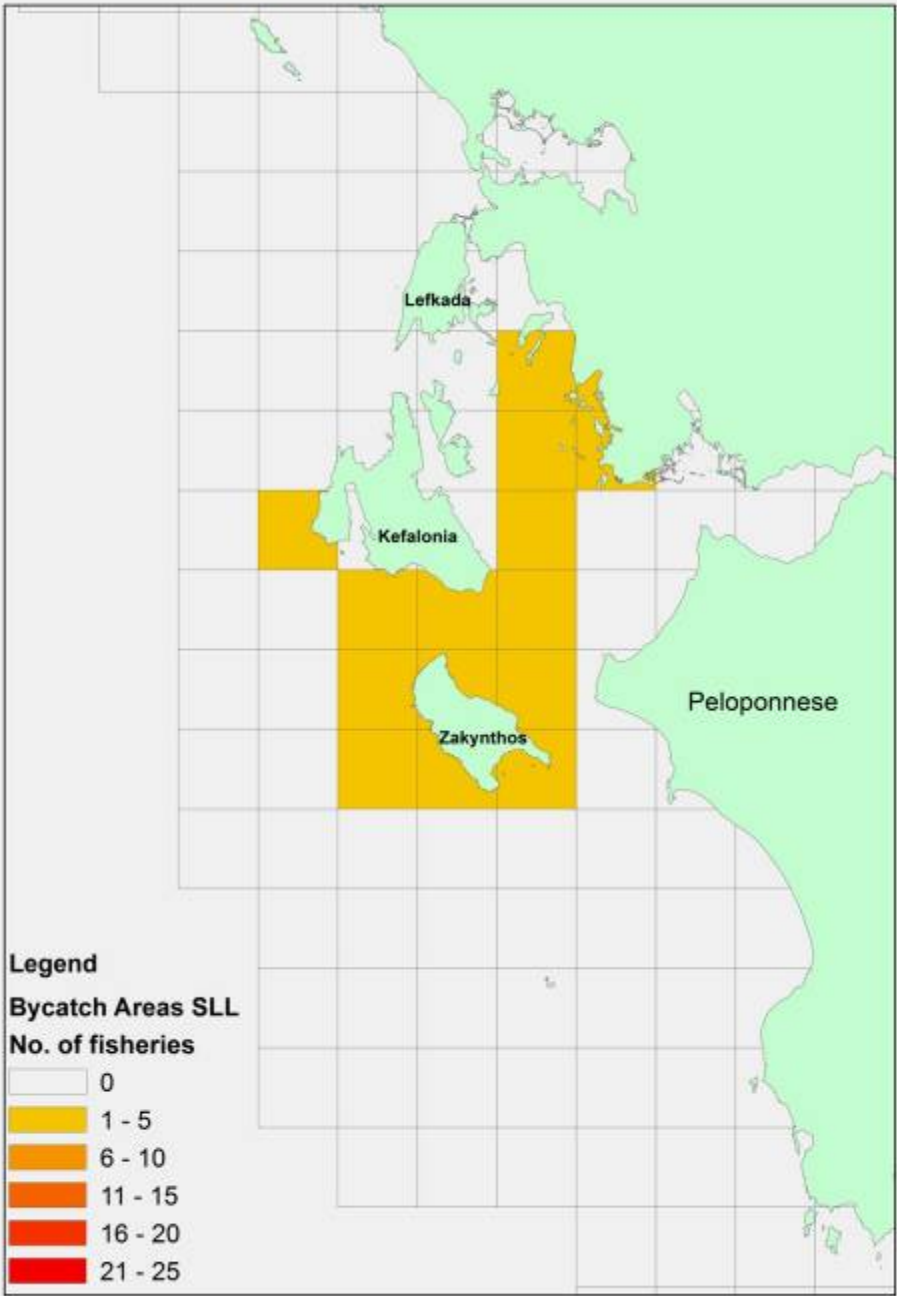 Lefkada
Kefalonia
Peloponnese
Zakynthos
Legend
Bycatch Areas SLL
No. of fisheries
0
1 - 5
6 - 10
11 - 15
16 - 20
21 - 25